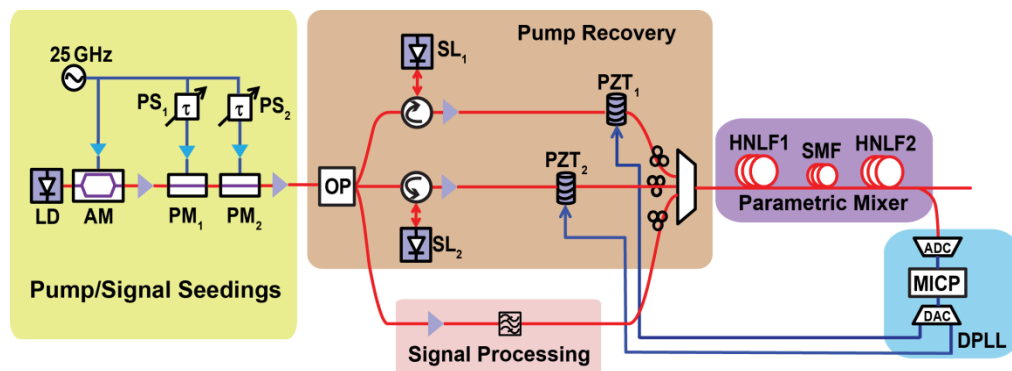 25 GHz
PS1
τ
τ
PS2
LD
AM
PM1
PM2
Pump/Signal Seedings
Pump Recovery
SL1
PZT1
OP
PZT2
SL2
Signal Processing
HNLF1
SMF
HNLF2
Parametric Mixer
ADC
MICP
DAC
DPLL